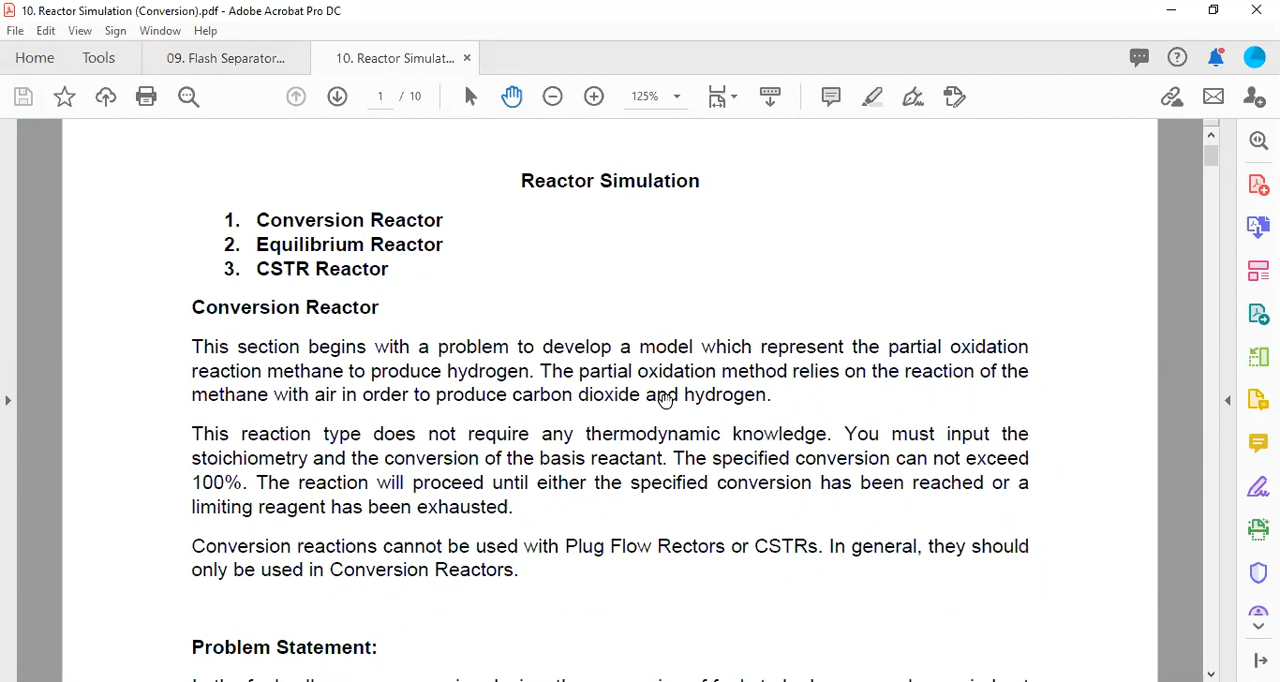 10. Reactor Simulation (Conversion).pdf - Adobe Acrobat Pro DC
File Edit View Sign Window Help
Home Tools 09. Flash Separator... 10. Reactor Simulat... ×
1 / 10 125%
Reactor Simulation
1. Conversion Reactor
2. Equilibrium Reactor
3. CSTR Reactor
Conversion Reactor
This section begins with a problem to develop a model which represent the partial oxidation
reaction methane to produce hydrogen. The partial oxidation method relies on the reaction of the
methane with air in order to produce carbon dioxide and hydrogen.
This reaction type does not require any thermodynamic knowledge. You must input the
stoichiometry and the conversion of the basis reactant. The specified conversion can not exceed
100%. The reaction will proceed until either the specified conversion has been reached or a
limiting reagent has been exhausted.
Conversion reactions cannot be used with Plug Flow Rectors or CSTRs. In general, they should
only be used in Conversion Reactors.
Problem Statement: